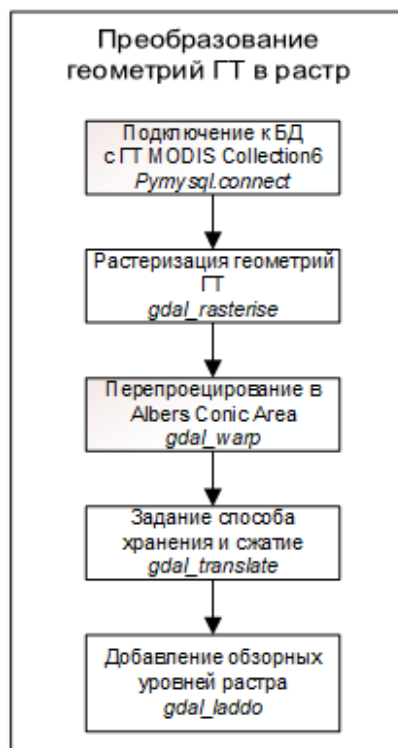 Преобразование
геометрий ГТ в растр
Подключение к БД
с ГТ MODIS Collection6
Pymysql.connect
Растеризация геометрий
ГТ
gdal_rasterise
Перепроецирование в
Albers Conic Area
gdal_warp
Задание способа
хранения и сжатие
gdal_translate
Добавление обзорных
уровней растра
gdal_laddo